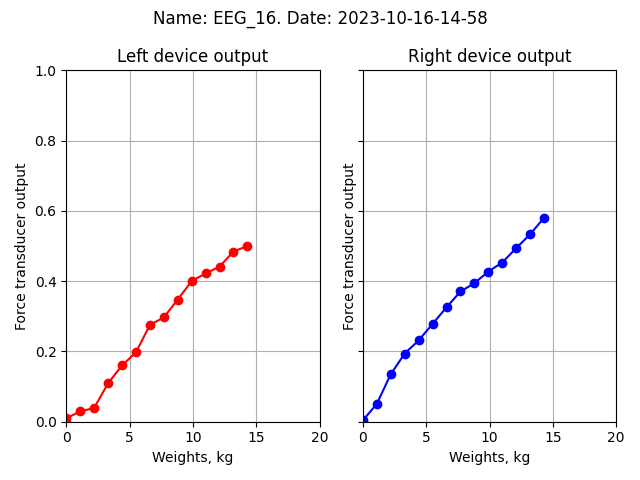 Name: EEG_16. Date: 2023-10-16-14-58
Left device output
Right device output
1.0
0.8
0.6
0.4
0.2
0.0
Force transducer output
Force transducer output
0 5 10 15 20
0 5 10 15 20
Weights, kg
Weights, kg